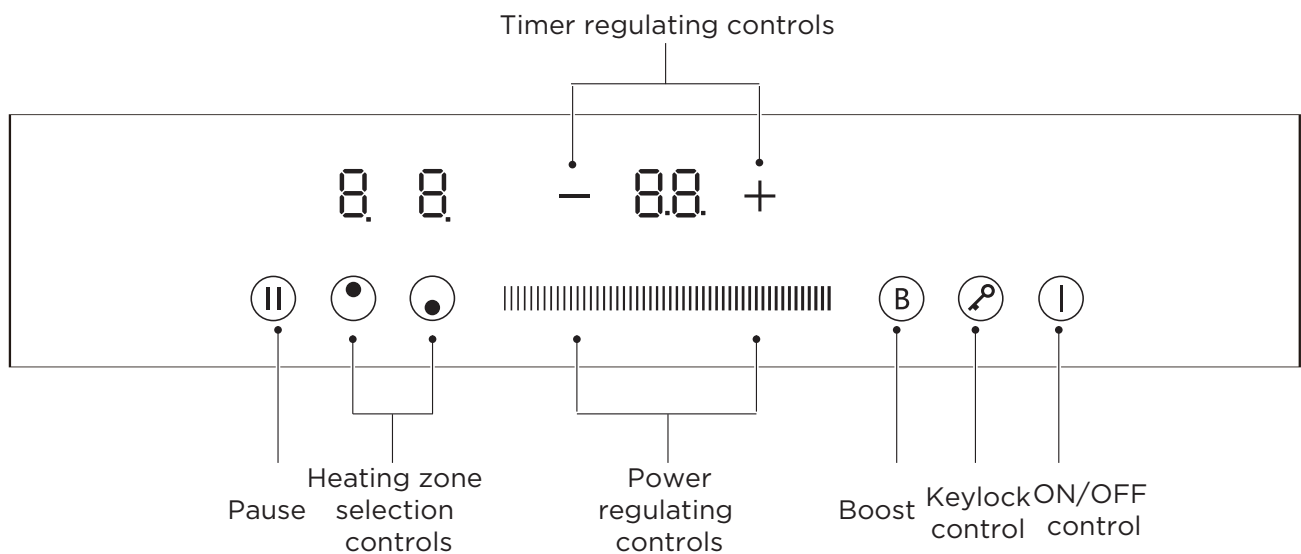 Timer regulating controls
8. 8. − 8.8. +
B
Pause
Heating zone
selection
controls
Power
regulating
controls
Boost
Keylock
control
ON/OFF
control